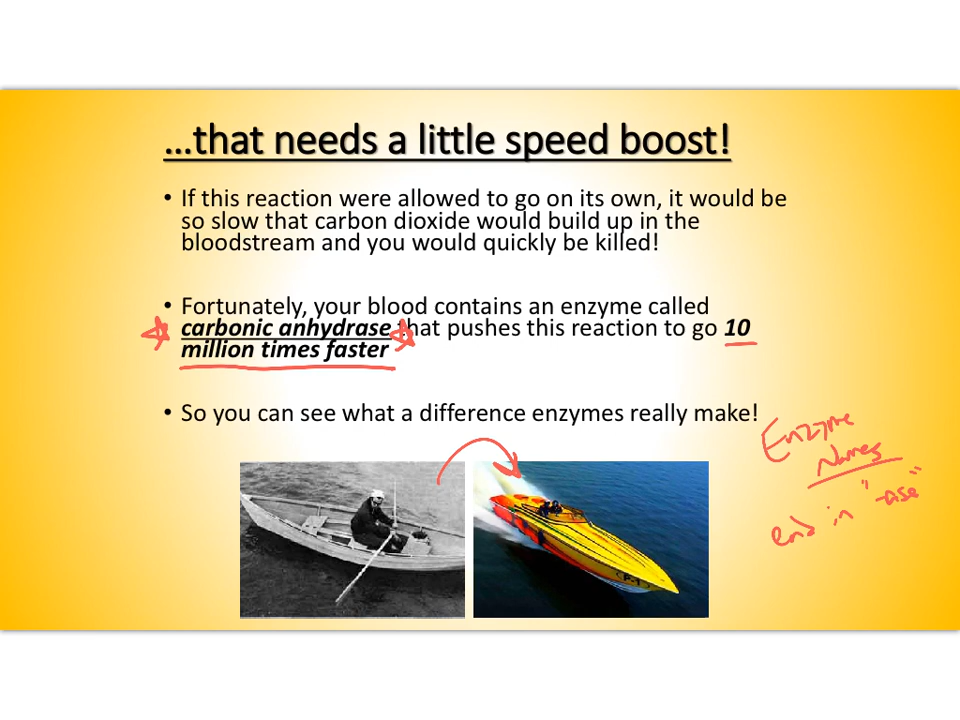 ...that needs a little speed boost!
• If this reaction were allowed to go on its own, it would be
so slow that carbon dioxide would build up in the
bloodstream and you would quickly be killed!
• Fortunately, your blood contains an enzyme called
carbonic anhydrase that pushes this reaction to go 10
million times faster
• So you can see what a difference enzymes really make!
Enzyme
Names
end in "-ase"